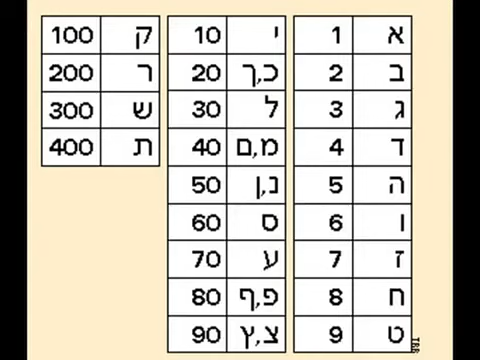 א 1 י 10 ק 100
ב 2 כ,ך 20 ר 200
ג 3 ל 30 ש 300
ד 4 מ,ם 40 ת 400
ה 5 נ,ן 50
ו 6 ס 60
ז 7 ע 70
ח 8 פ,ף 80
ט 9 צ,ץ 90